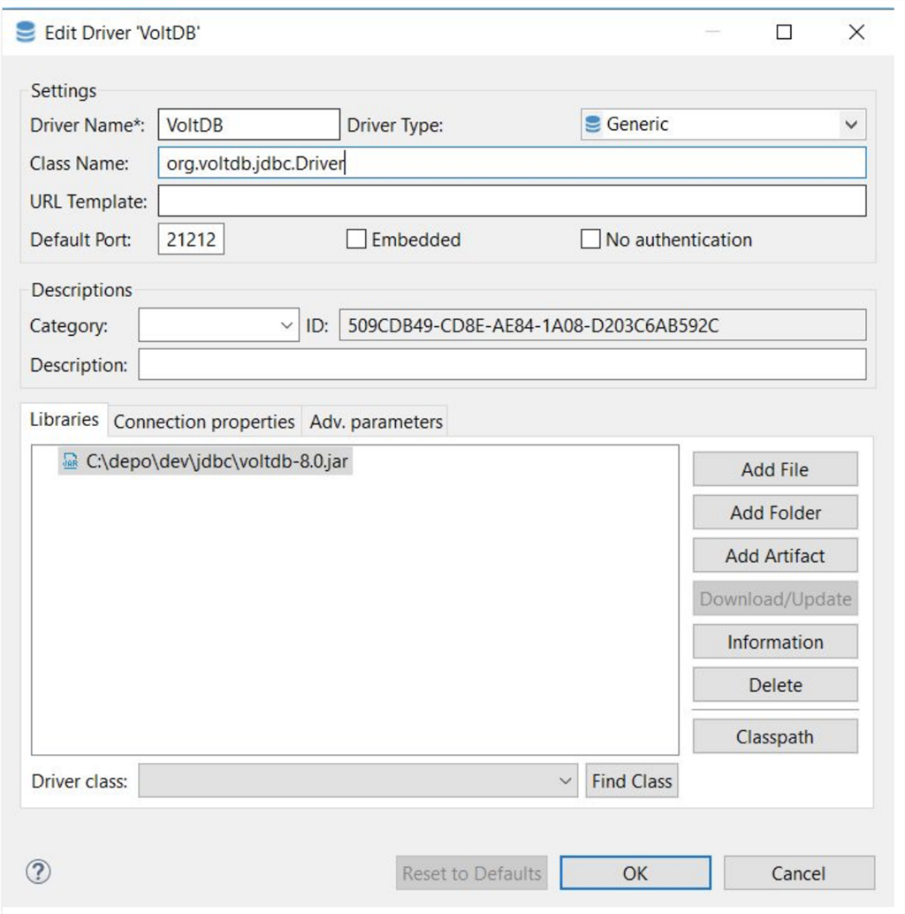 Edit Driver 'VoltDB'
Settings
Driver Name*: VoltDB Driver Type: Generic
Class Name: org.voltdb.jdbc.Driver
URL Template:
Default Port: 21212 Embedded No authentication
Descriptions
Category: ID: 509CDB49-CD8E-AE84-1A08-D203C6AB592C
Description:
Libraries Connection properties Adv. parameters
JAR C:\depo\dev\jdbc\voltdb-8.0.jar
Add File
Add Folder
Add Artifact
Download/Update
Information
Delete
Classpath
Driver class: Find Class
? Reset to Defaults OK Cancel